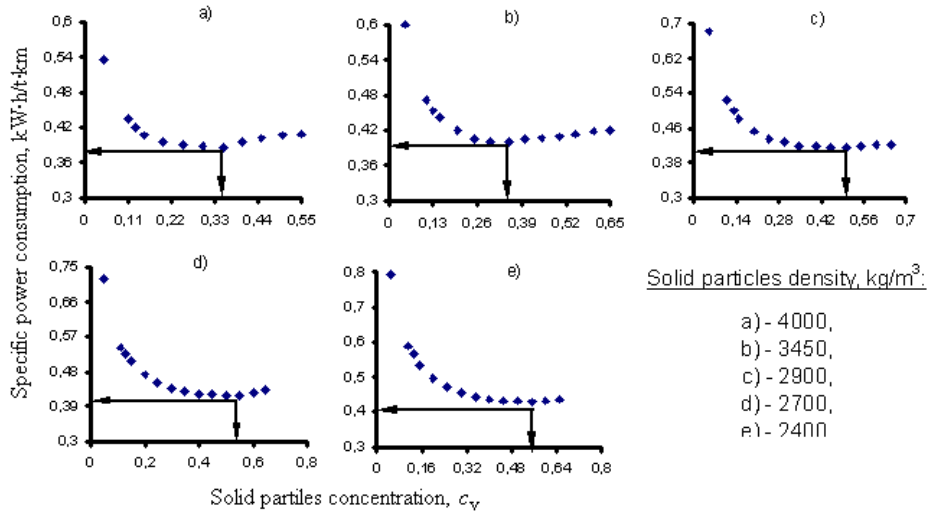 a)
0,6
0,54
0,48
0,42
0,36
0,3
0 0,11 0,22 0,33 0,44 0,55
b)
0,6
0,54
0,48
0,42
0,36
0,3
0 0,13 0,26 0,39 0,52 0,65
c)
0,7
0,62
0,54
0,46
0,38
0,3
0 0,14 0,28 0,42 0,56 0,7
Specific power consumption, kW·h/t·km
d)
0,75
0,66
0,57
0,48
0,39
0,3
0 0,2 0,4 0,6 0,8
e)
0,8
0,7
0,6
0,5
0,4
0,3
0 0,16 0,32 0,48 0,64 0,8
Solid partiles concentration, cv
Solid particles density, kg/m³:
a) - 4000,
b) - 3450,
c) - 2900,
d) - 2700,
e) - 2400